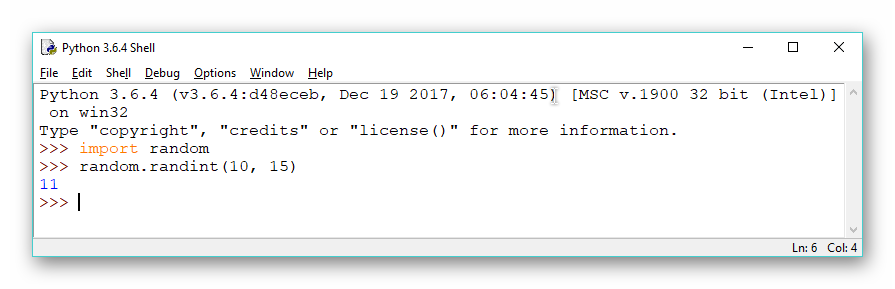 Python 3.6.4 Shell
File Edit Shell Debug Options Window Help
Python 3.6.4 (v3.6.4:d48eceb, Dec 19 2017, 06:04:45) [MSC v.1900 32 bit (Intel)]
 on win32
Type "copyright", "credits" or "license()" for more information.
>>> import random
>>> random.randint(10, 15)
11
>>>
Ln: 6 Col: 4